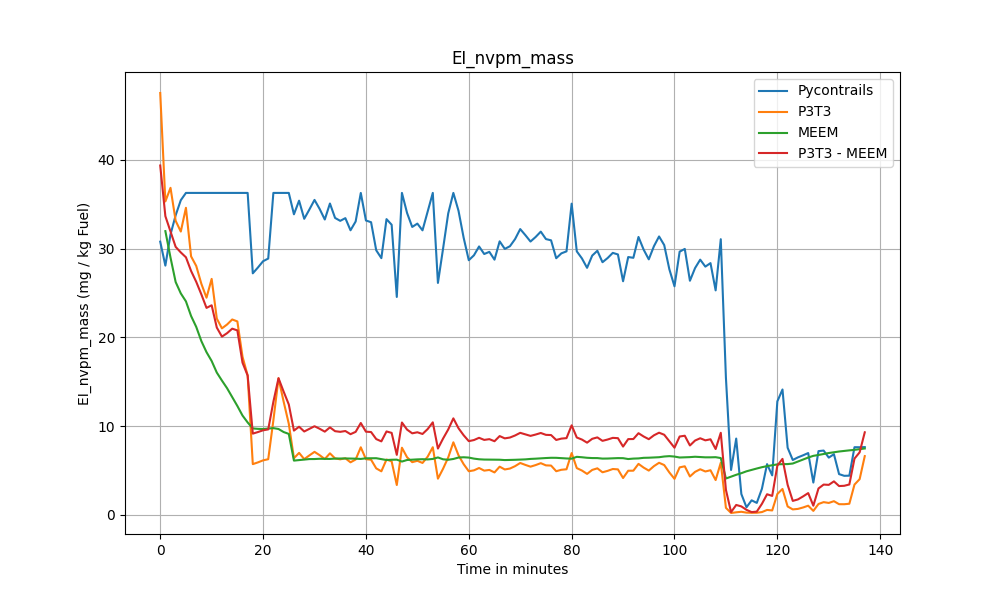 EI_nvpm_mass
Pycontrails
P3T3
MEEM
P3T3 - MEEM
EI_nvpm_mass (mg / kg Fuel)
40
30
20
10
0
0 20 40 60 80 100 120 140
Time in minutes